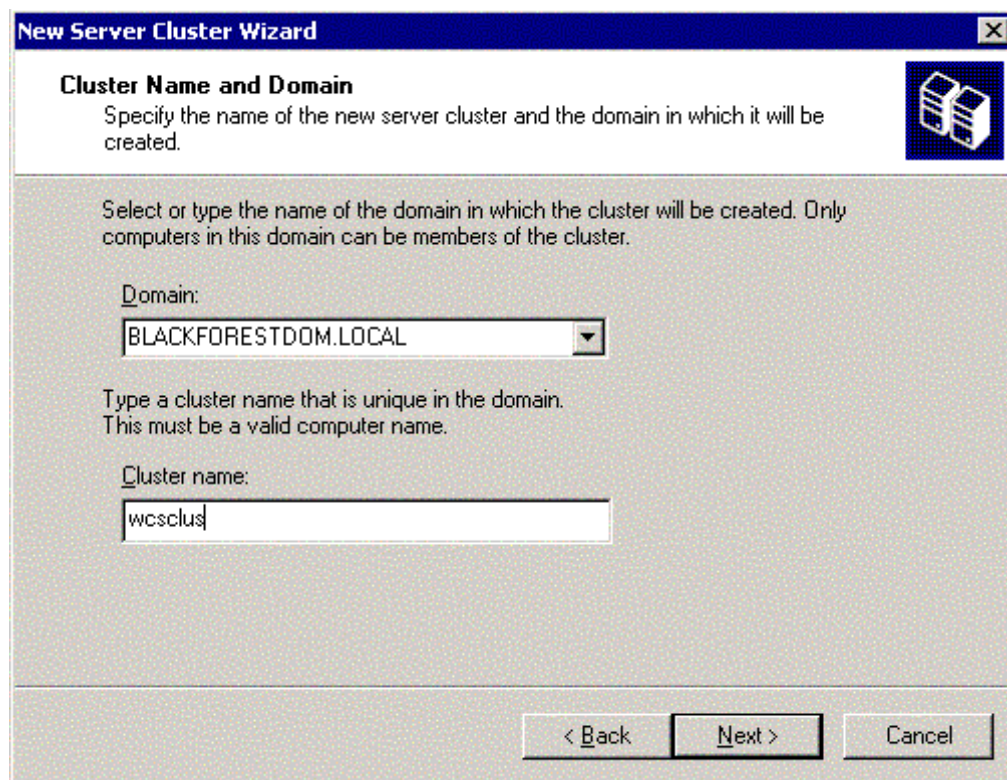 New Server Cluster Wizard
Cluster Name and Domain
Specify the name of the new server cluster and the domain in which it will be
created.
Select or type the name of the domain in which the cluster will be created. Only
computers in this domain can be members of the cluster.
Domain:
BLACKFORESTDOM.LOCAL
Type a cluster name that is unique in the domain.
This must be a valid computer name.
Cluster name:
wcsclus
< Back Next > Cancel